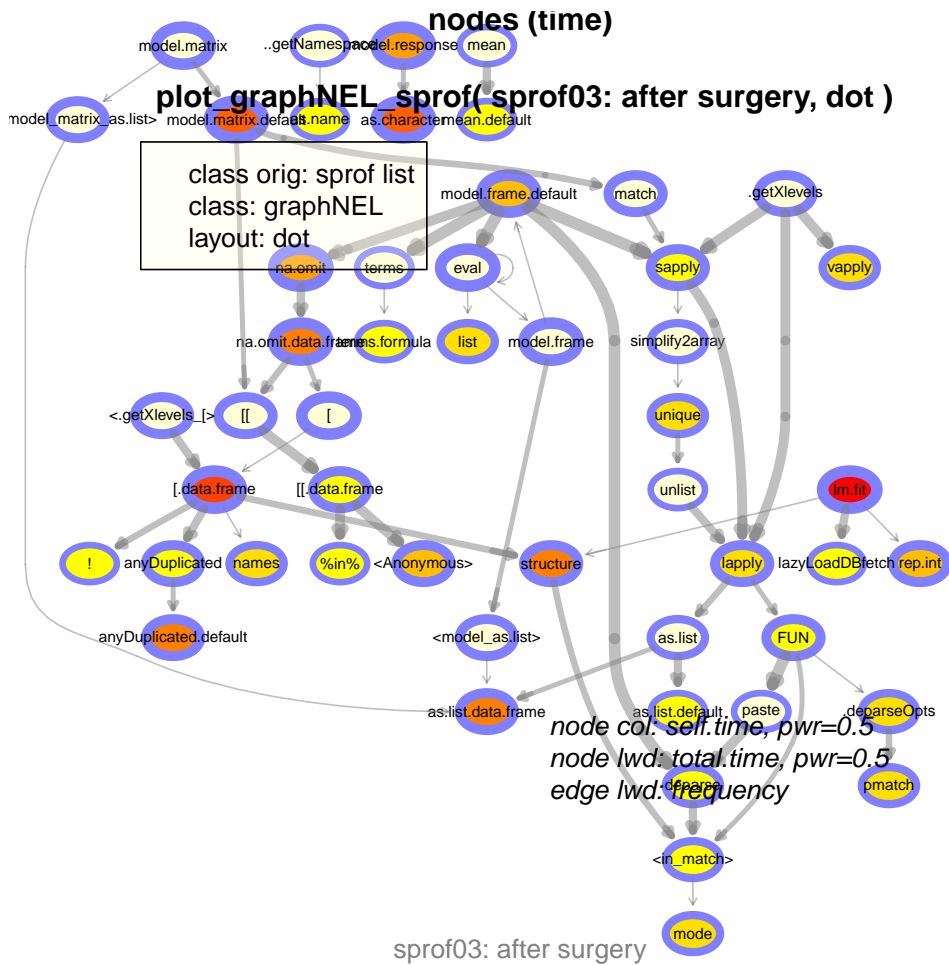 nodes (time)
model.matrix
..getNamespace
model.response
mean
plot_graphNEL_sprof( sprof03: after surgery, dot )
model_matrix_as.list>
model.matrix.default
as.name
as.character
mean.default
class orig: sprof list
class: graphNEL
layout: dot
model.frame.default
match
.getXlevels
na.omit
terms
eval
sapply
vapply
na.omit.data.frame
terms.formula
list
model.frame
simplify2array
<.getXlevels_[>
[[
[
unique
[.data.frame
[[.data.frame
unlist
lm.fit
!
anyDuplicated
names
%in%
<Anonymous>
structure
lapply
lazyLoadDBfetch
rep.int
anyDuplicated.default
<model_as.list>
as.list
FUN
as.list.data.frame
as.list.default
paste
.deparseOpts
node col: self.time, pwr=0.5
node lwd: total.time, pwr=0.5
edge lwd: frequency
deparse
pmatch
<in_match>
mode
sprof03: after surgery